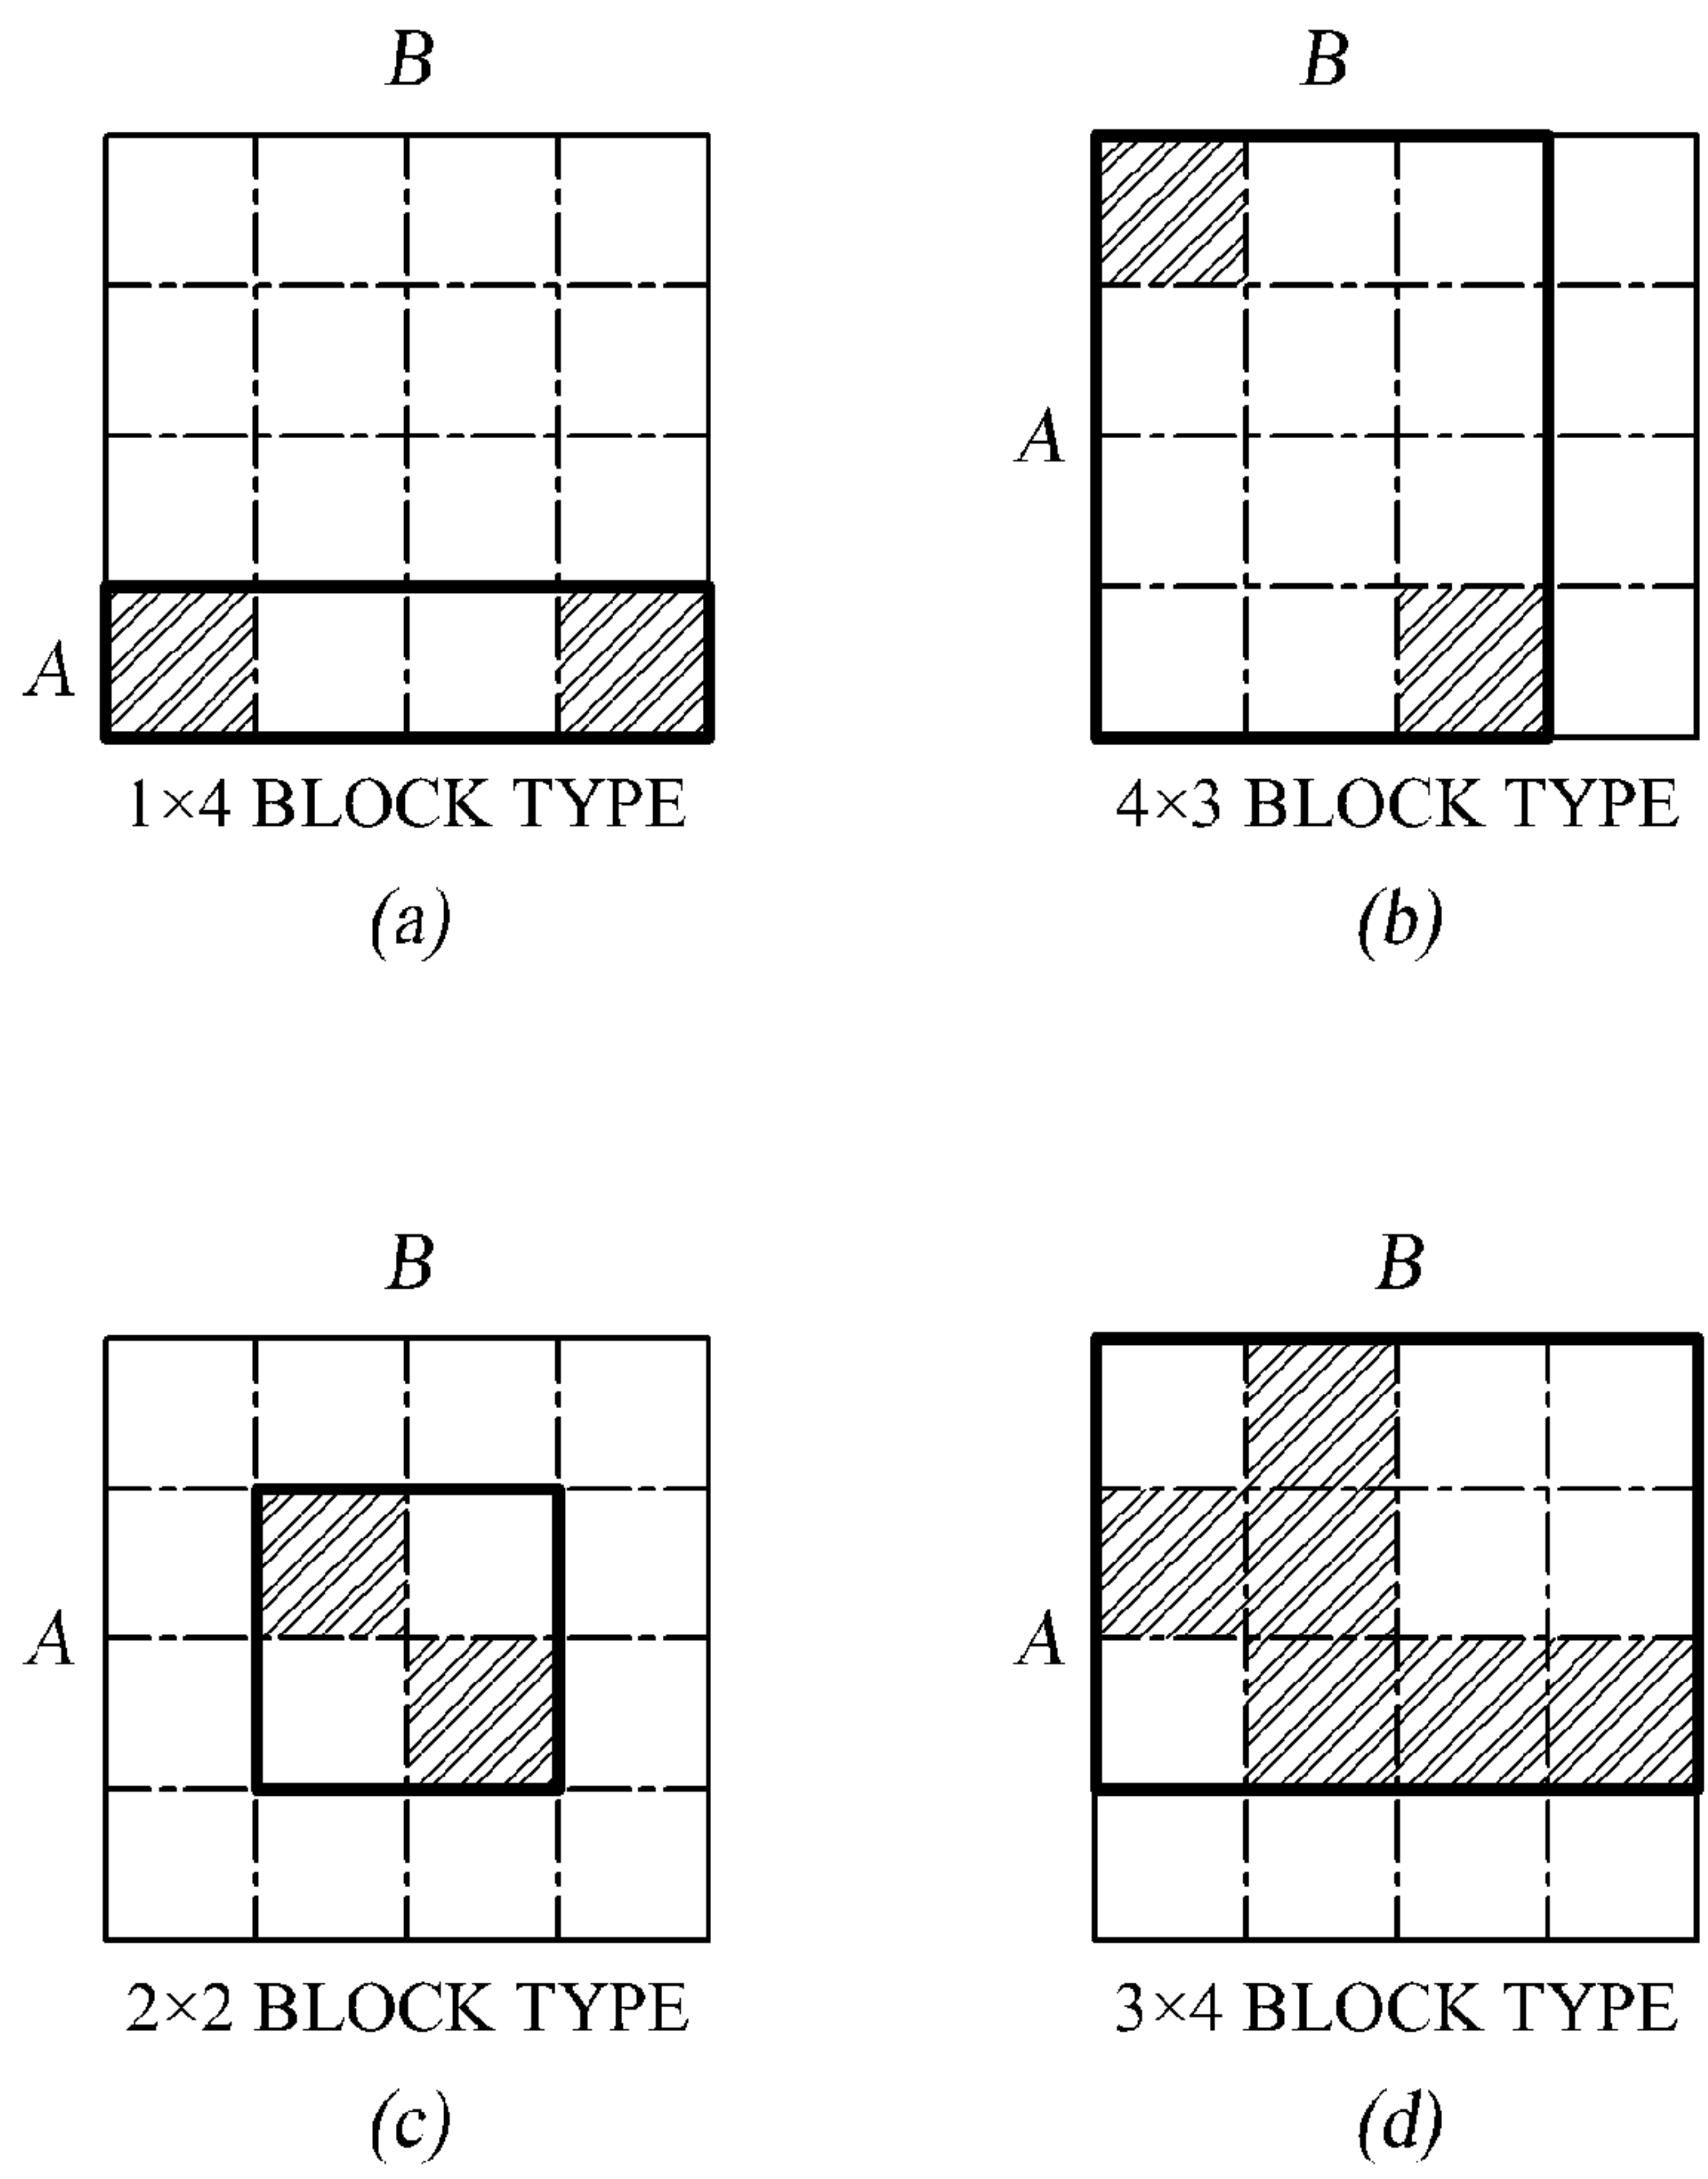 B
B
A
A
1×4 BLOCK TYPE
4×3 BLOCK TYPE
(a)
(b)
B
B
A
A
2×2 BLOCK TYPE
3×4 BLOCK TYPE
(c)
(d)